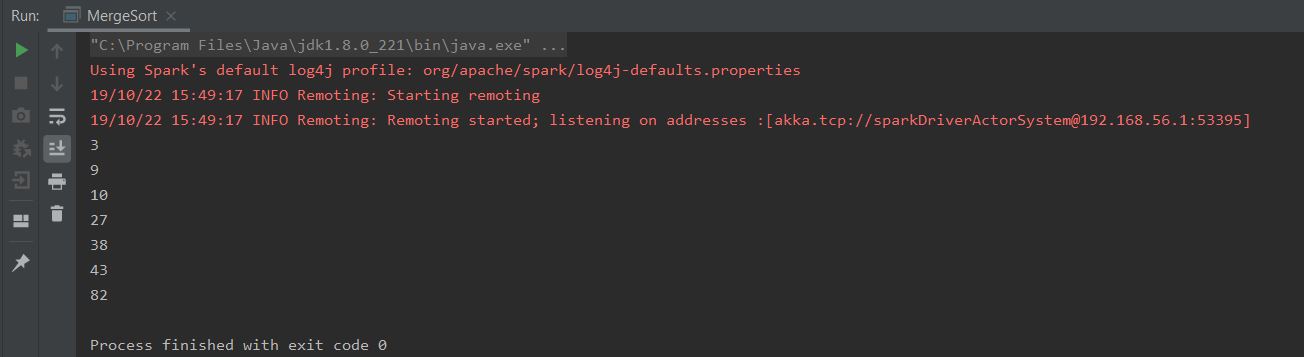 Run: MergeSort
"C:\Program Files\Java\jdk1.8.0_221\bin\java.exe" ...
Using Spark's default log4j profile: org/apache/spark/log4j-defaults.properties
19/10/22 15:49:17 INFO Remoting: Starting remoting
19/10/22 15:49:17 INFO Remoting: Remoting started; listening on addresses :[akka.tcp://sparkDriverActorSystem@192.168.56.1:53395]
3
9
10
27
38
43
82
Process finished with exit code 0